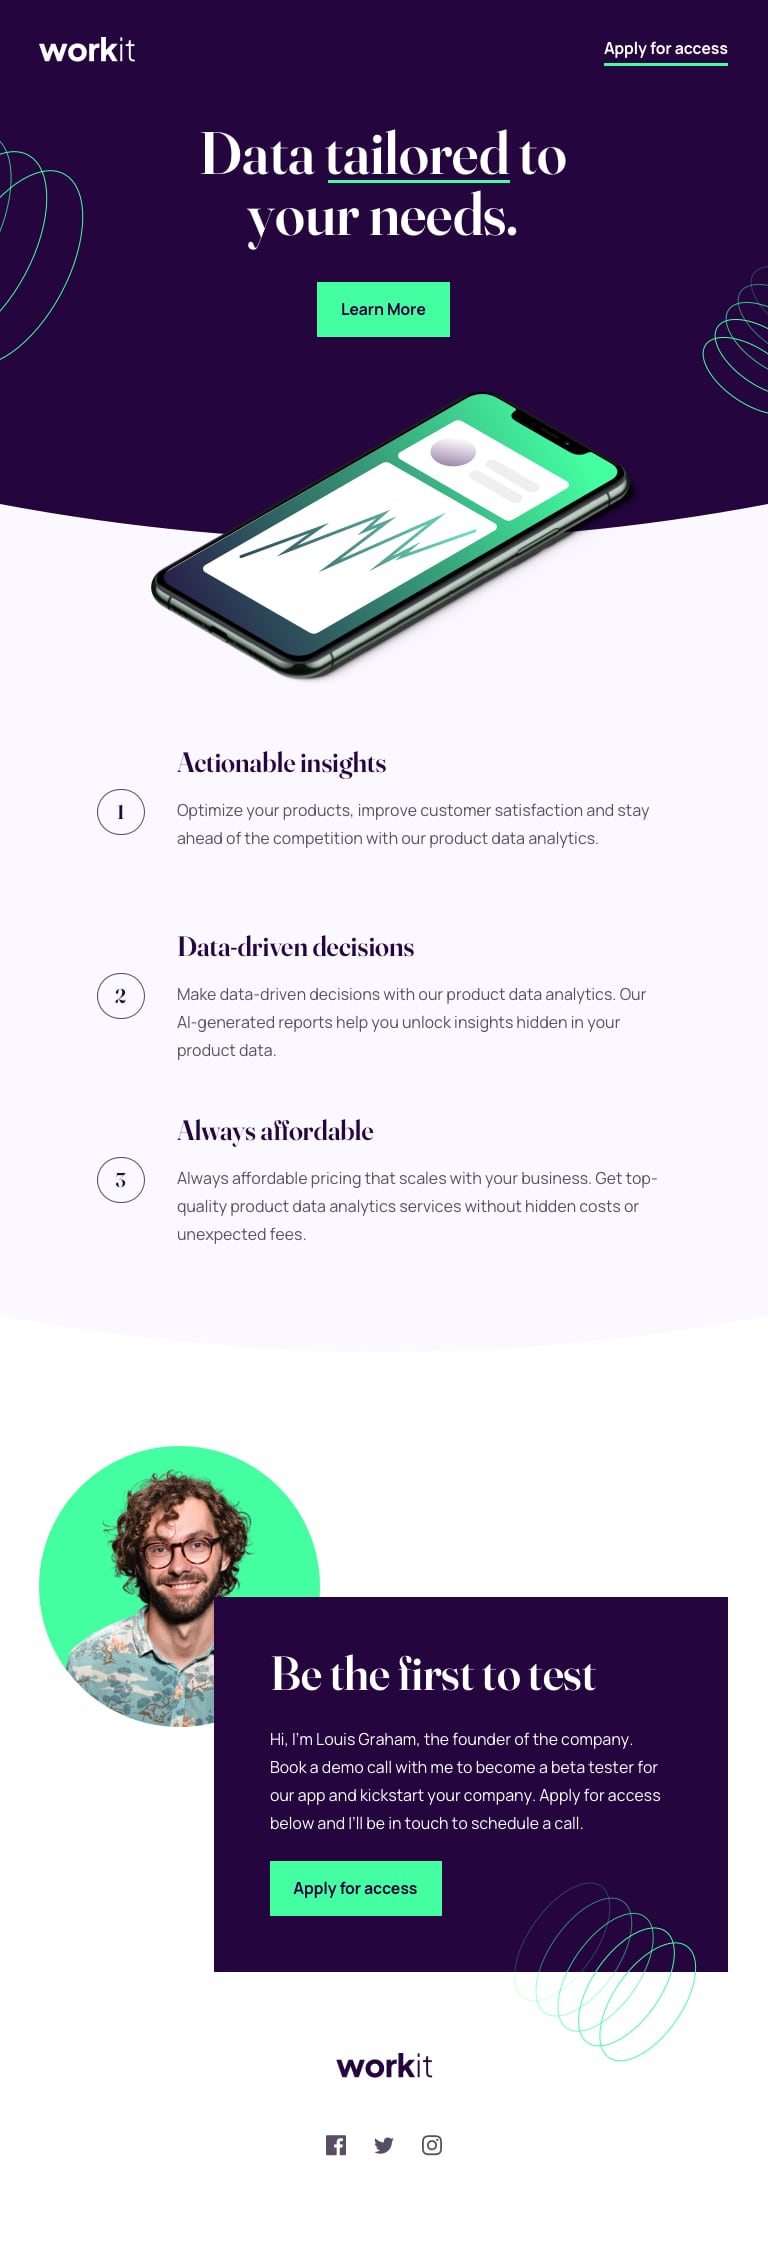 workit
Apply for access
Data tailored to
your needs.
Learn More
Actionable insights
1
Optimize your products, improve customer satisfaction and stay
ahead of the competition with our product data analytics.
Data-driven decisions
2
Make data-driven decisions with our product data analytics. Our
AI-generated reports help you unlock insights hidden in your
product data.
Always affordable
3
Always affordable pricing that scales with your business. Get top-
quality product data analytics services without hidden costs or
unexpected fees.
Be the first to test
Hi, I'm Louis Graham, the founder of the company.
Book a demo call with me to become a beta tester for
our app and kickstart your company. Apply for access
below and I'll be in touch to schedule a call.
Apply for access
workit